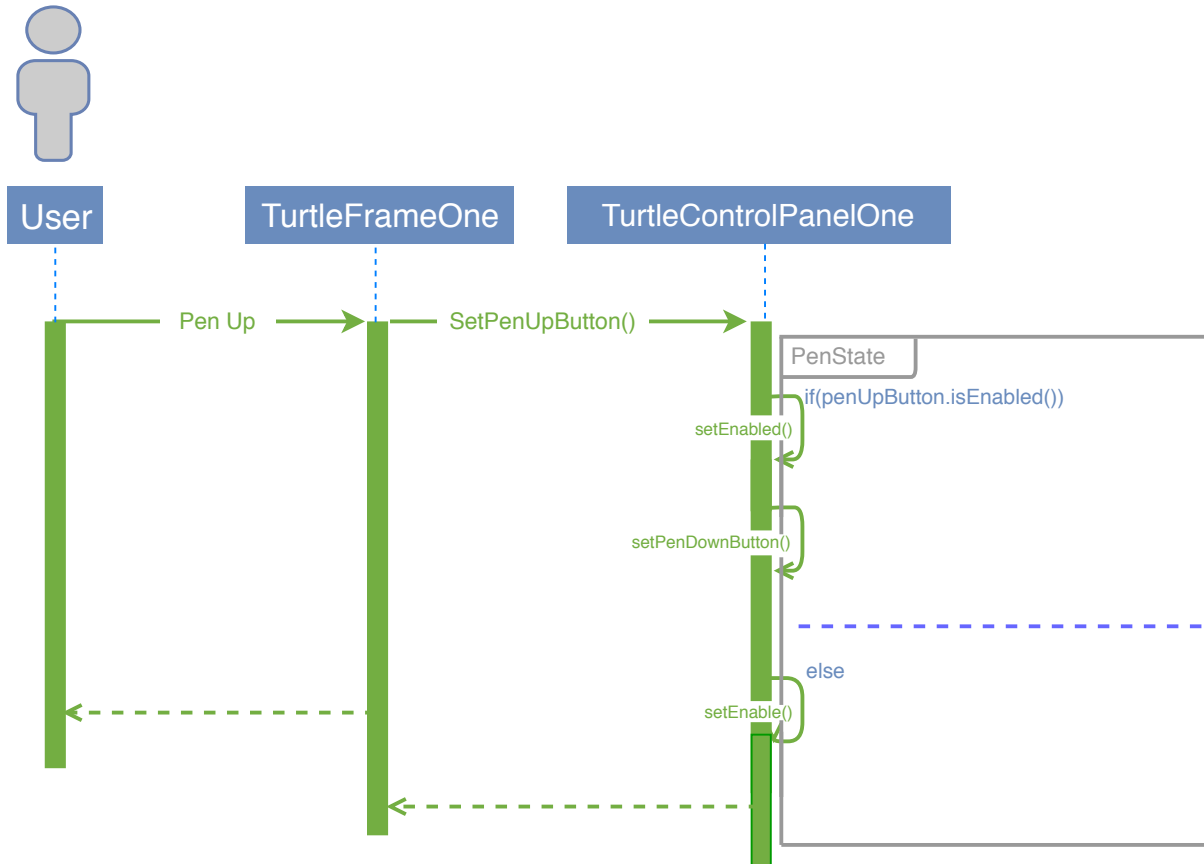 User
TurtleFrameOne
TurtleControlPanelOne
Pen Up
SetPenUpButton()
PenState
if(penUpButton.isEnabled())
setEnabled()
setPenDownButton()
else
setEnable()